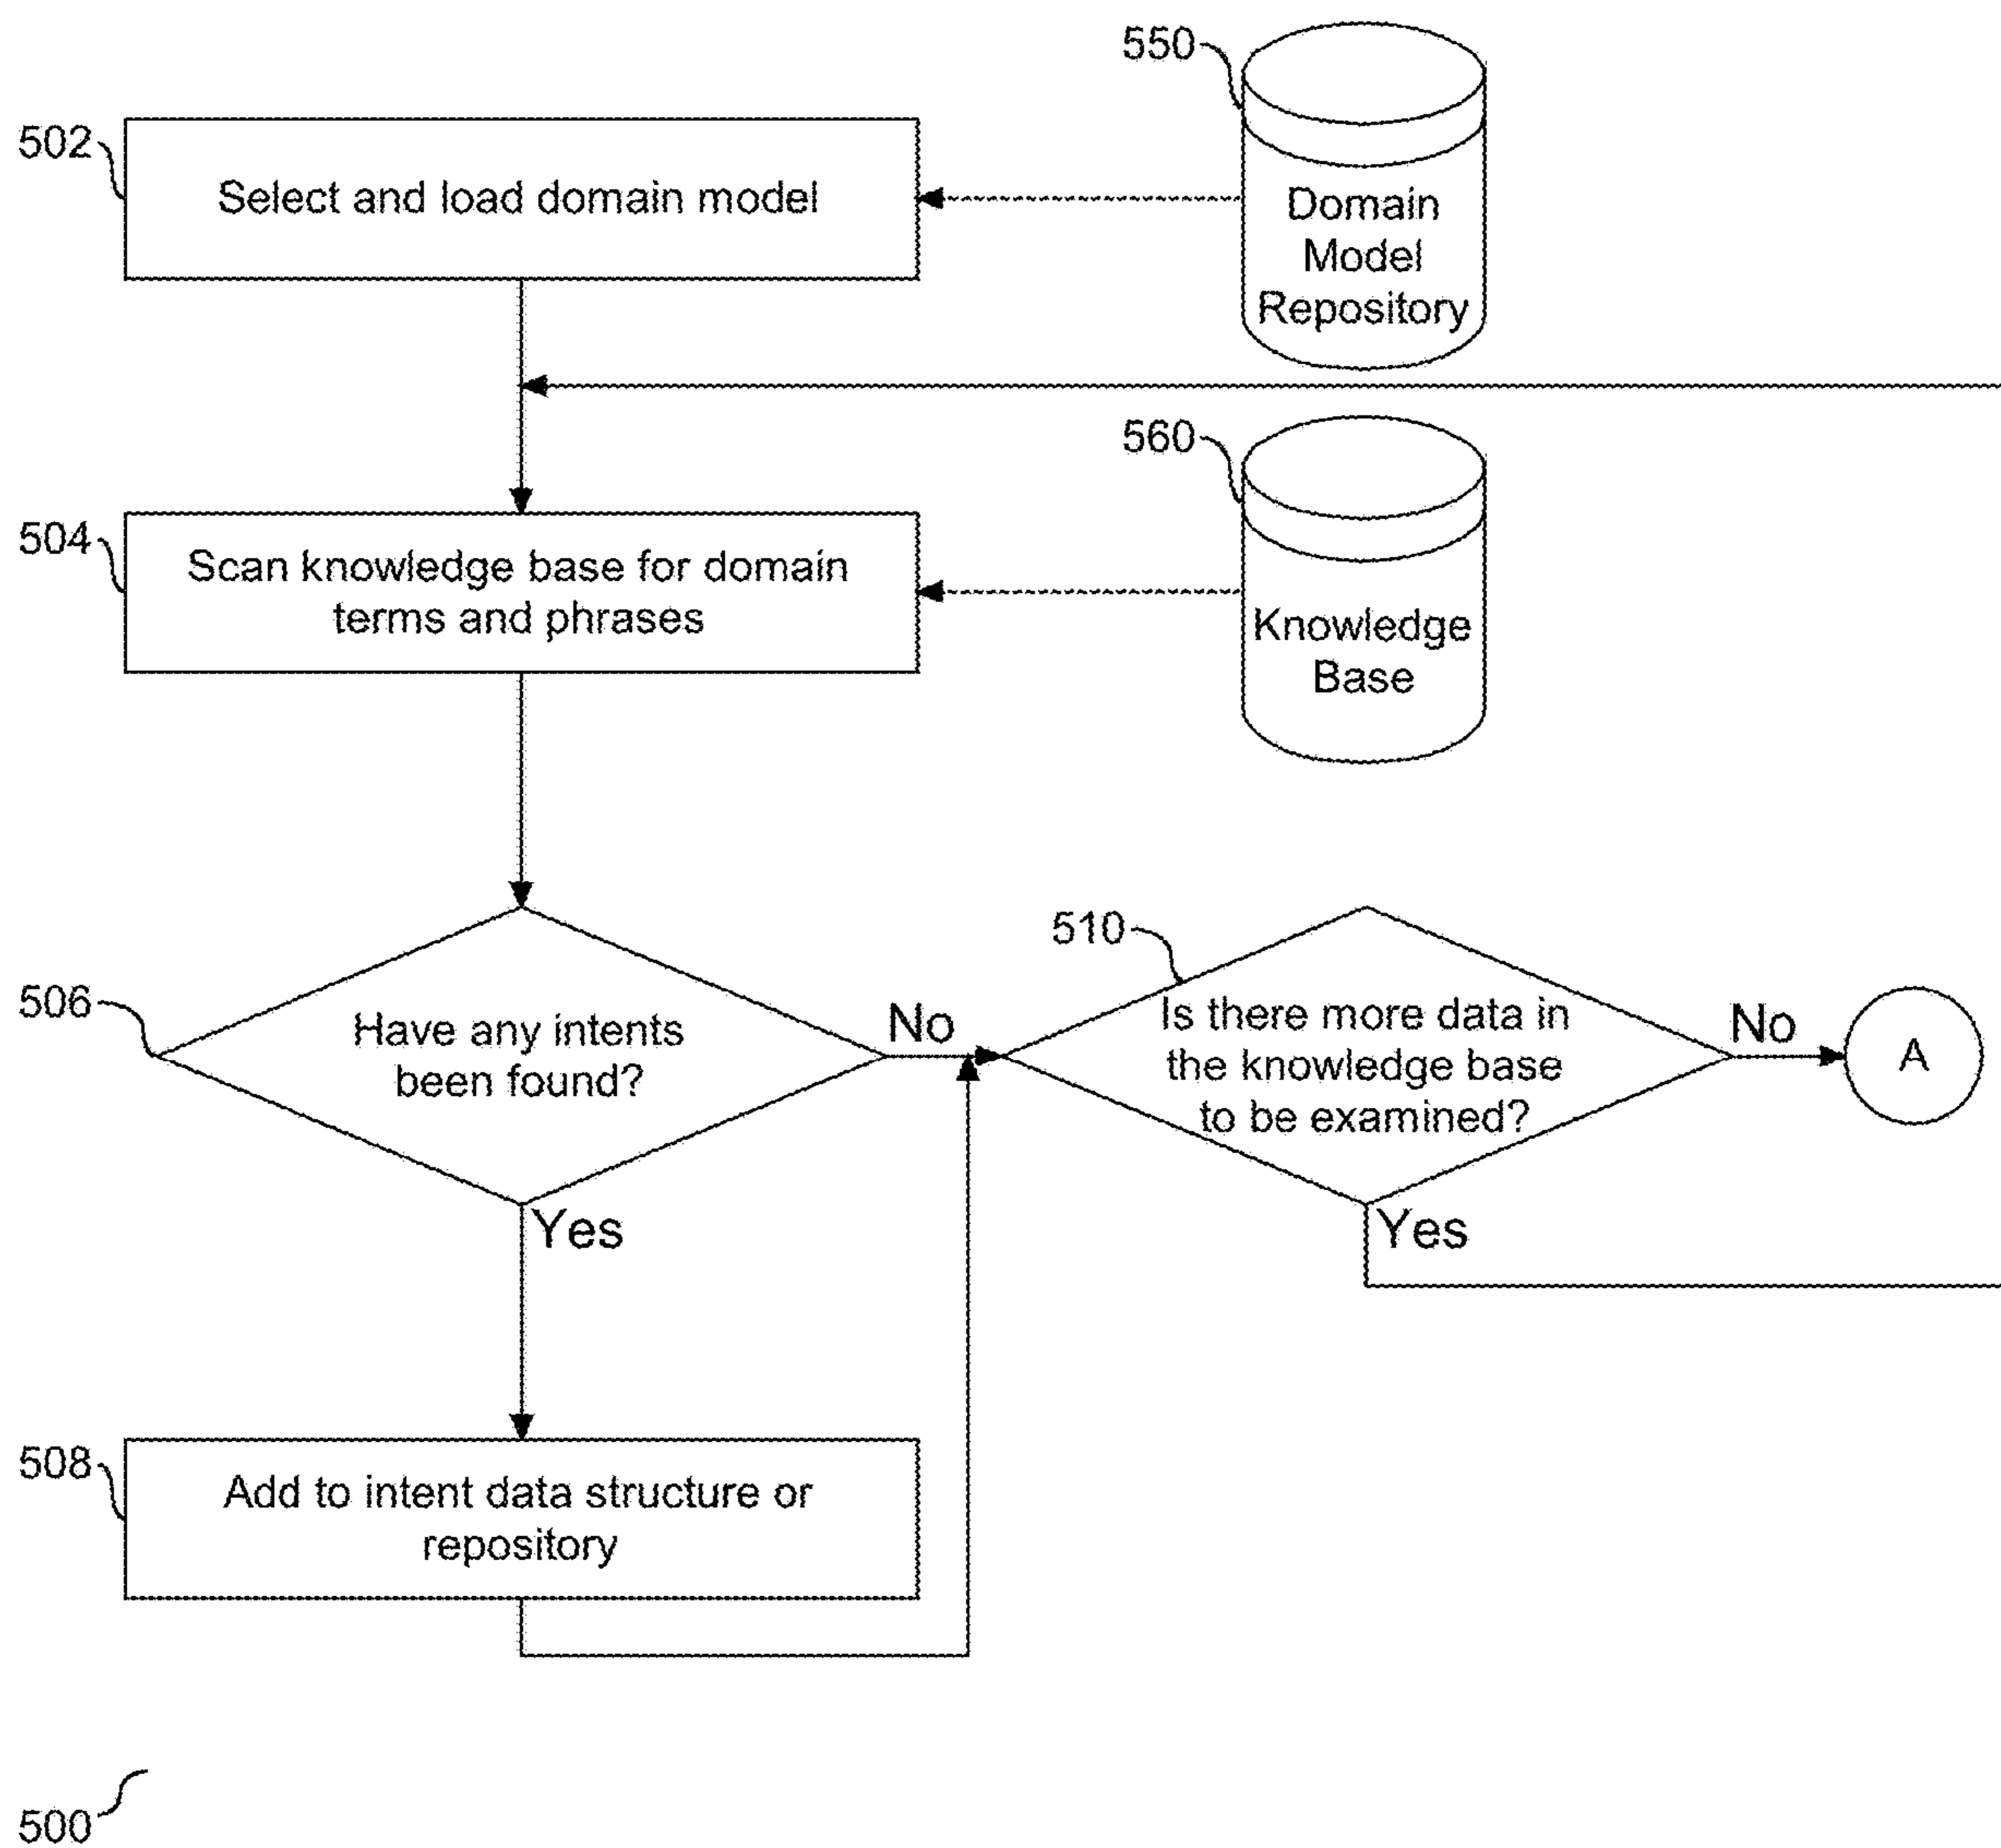 550
502
Select and load domain model
Domain
Model
Repository
560
504
Scan knowledge base for domain
terms and phrases
Knowledge
Base
510
506
Have any intents
been found?
No
Is there more data in
the knowledge base
to be examined?
No
A
Yes
Yes
508
Add to intent data structure or
repository
500